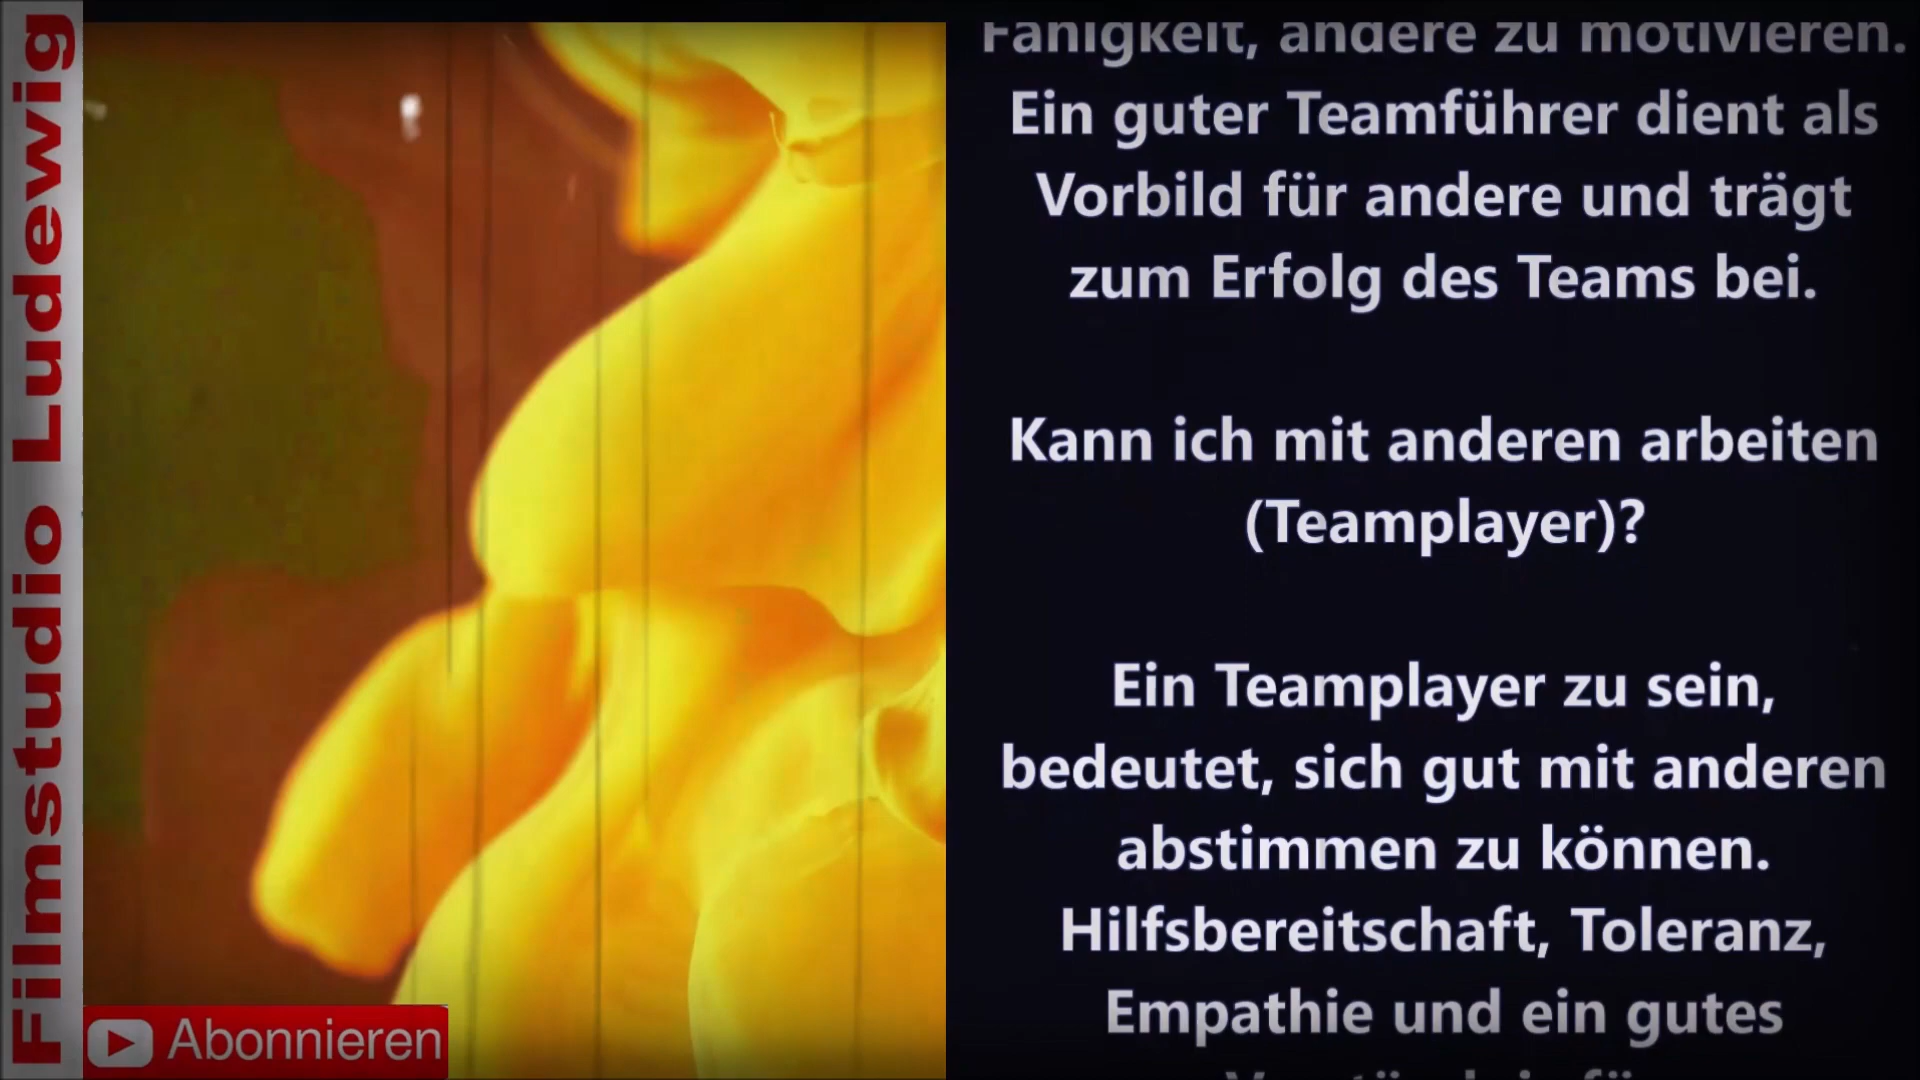 Filmstudio Ludewig
Fähigkeit, andere zu motivieren.
Ein guter Teamführer dient als
Vorbild für andere und trägt
zum Erfolg des Teams bei.
Kann ich mit anderen arbeiten
(Teamplayer)?
Ein Teamplayer zu sein,
bedeutet, sich gut mit anderen
abstimmen zu können.
Hilfsbereitschaft, Toleranz,
Empathie und ein gutes
Abonnieren